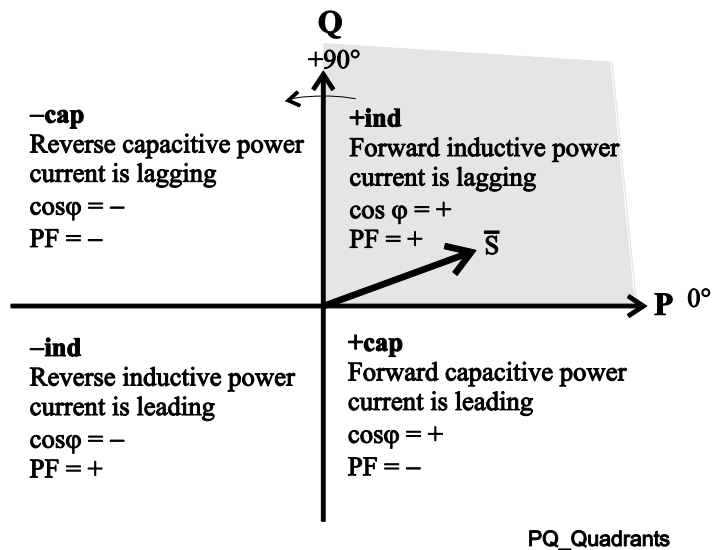 Q
+90°
–cap
Reverse capacitive power
current is lagging
cosφ = –
PF = –
+ind
Forward inductive power
current is lagging
cos φ = +
PF = +
S̅
P 0°
–ind
Reverse inductive power
current is leading
cosφ = –
PF = +
+cap
Forward capacitive power
current is leading
cosφ = +
PF = –
PQ_Quadrants